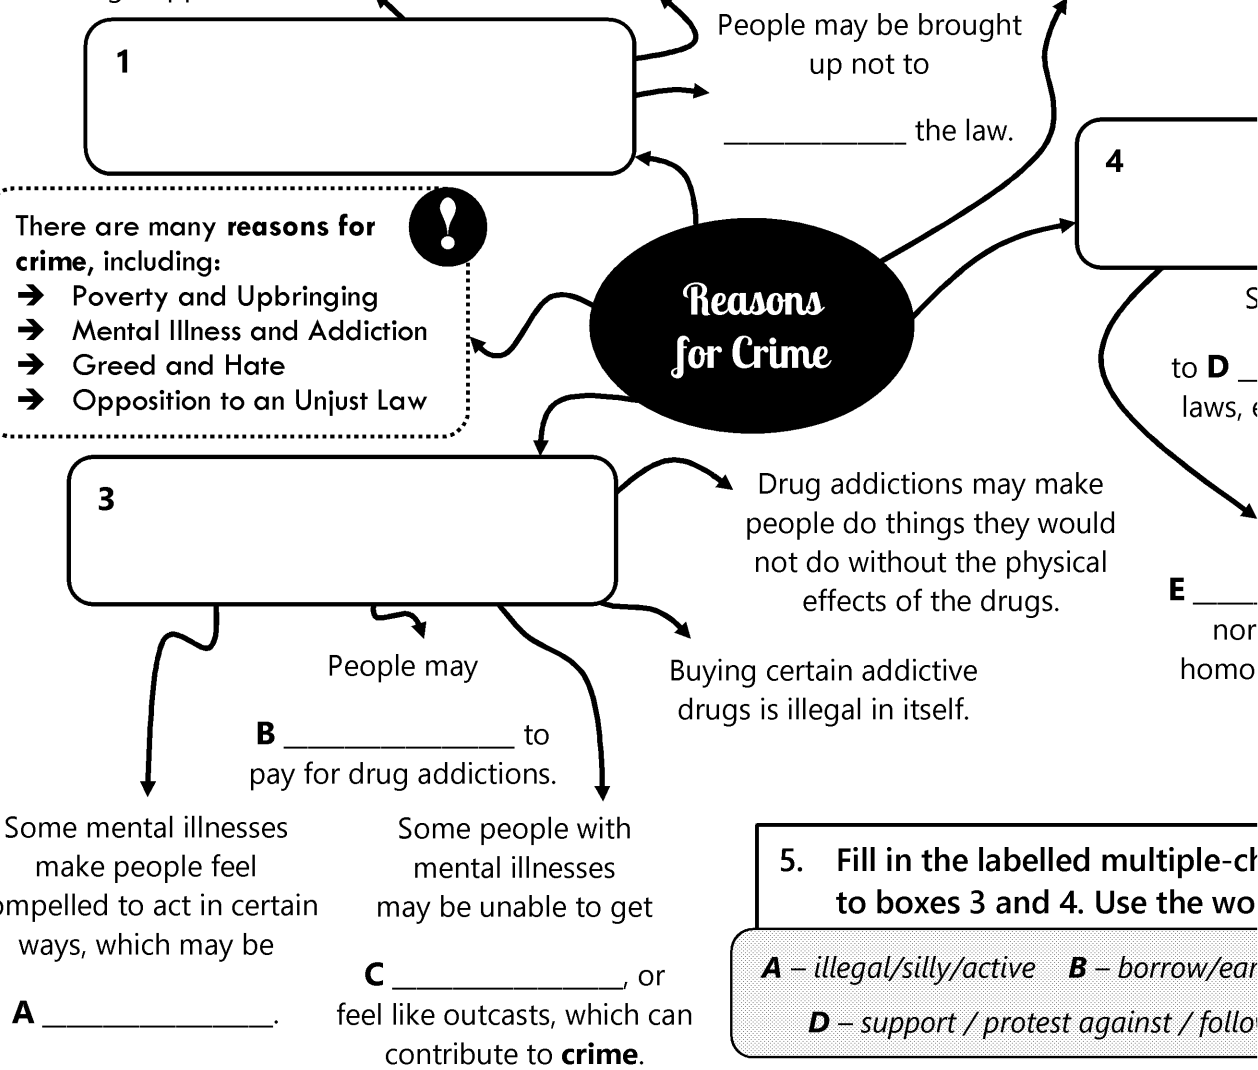 People may be brought
up not to
_____________ the law.
1
4
There are many reasons for
crime, including:
➔ Poverty and Upbringing
➔ Mental Illness and Addiction
➔ Greed and Hate
➔ Opposition to an Unjust Law
!
Reasons
for Crime
to D
laws,
3
Drug addictions may make
people do things they would
not do without the physical
effects of the drugs.
E
People may
B ________________ to
pay for drug addictions.
Buying certain addictive
drugs is illegal in itself.
Some mental illnesses
make people feel
to act in certain
ways, which may be
A ________________.
Some people with
mental illnesses
may be unable to get
C ________________, or
feel like outcasts, which can
contribute to crime.
5. Fill in the labelled
to boxes 3 and 4. Use the
A – illegal/silly/active B – borrow/
D – support / protest against /